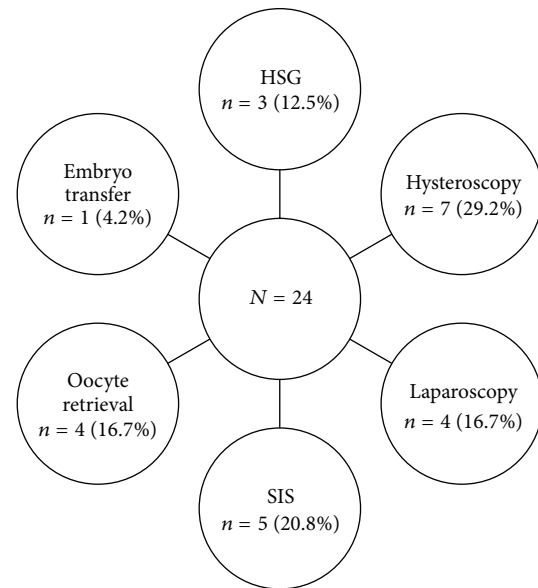 HSG
n = 3 (12.5%)
Embryo
transfer
n = 1 (4.2%)
Hysteroscopy
n = 7 (29.2%)
N = 24
Oocyte
retrieval
n = 4 (16.7%)
Laparoscopy
n = 4 (16.7%)
SIS
n = 5 (20.8%)